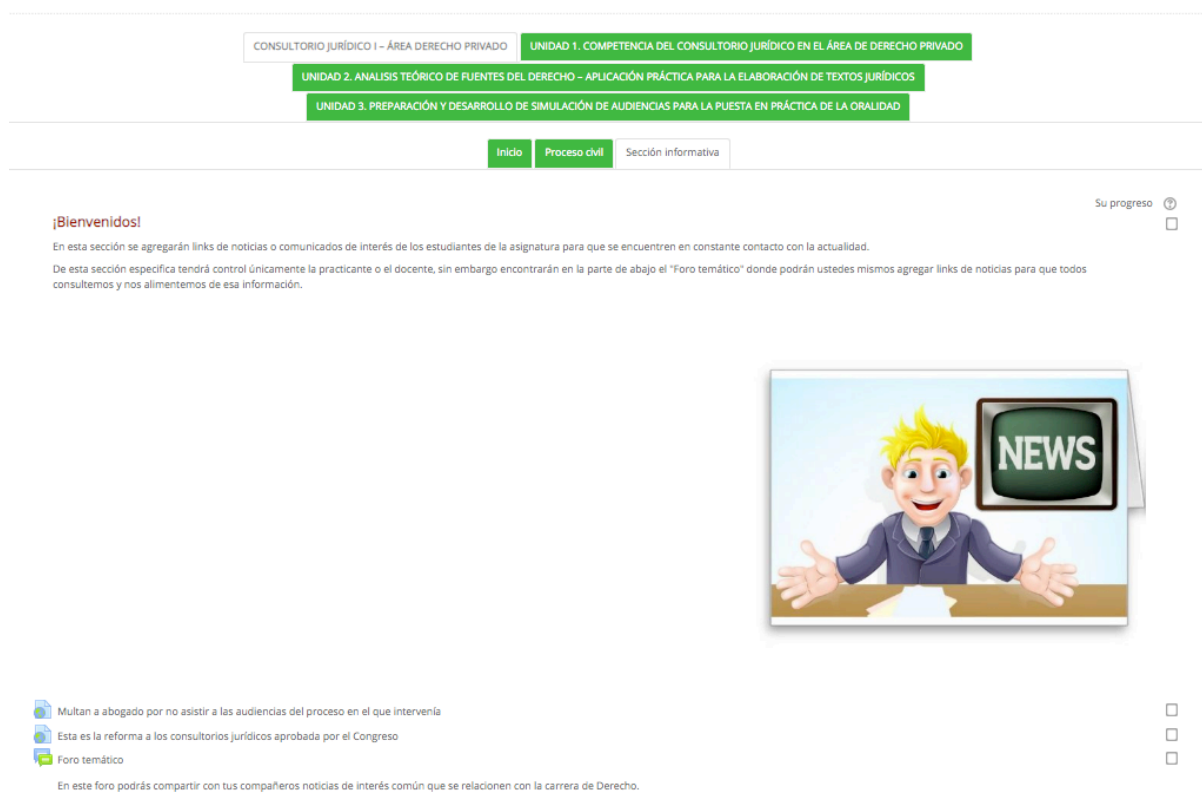 CONSULTORIO JURÍDICO I – ÁREA DERECHO PRIVADO
UNIDAD 1. COMPETENCIA DEL CONSULTORIO JURÍDICO EN EL ÁREA DE DERECHO PRIVADO
UNIDAD 2. ANALISIS TEÓRICO DE FUENTES DEL DERECHO – APLICACIÓN PRÁCTICA PARA LA ELABORACIÓN DE TEXTOS JURÍDICOS
UNIDAD 3. PREPARACIÓN Y DESARROLLO DE SIMULACIÓN DE AUDIENCIAS PARA LA PUESTA EN PRÁCTICA DE LA ORALIDAD
Inicio
Proceso civil
Sección informativa
Su progreso
¡Bienvenidos!
En esta sección se agregarán links de noticias o comunicados de interés de los estudiantes de la asignatura para que se encuentren en constante contacto con la actualidad.
De esta sección especifica tendrá control únicamente la practicante o el docente, sin embargo encontrarán en la parte de abajo el "Foro temático" donde podrán ustedes mismos agregar links de noticias para que todos
consultemos y nos alimentemos de esa información.
NEWS
Multan a abogado por no asistir a las audiencias del proceso en el que intervenía
Esta es la reforma a los consultorios jurídicos aprobada por el Congreso
Foro temático
En este foro podrás compartir con tus compañeros noticias de interés común que se relacionen con la carrera de Derecho.